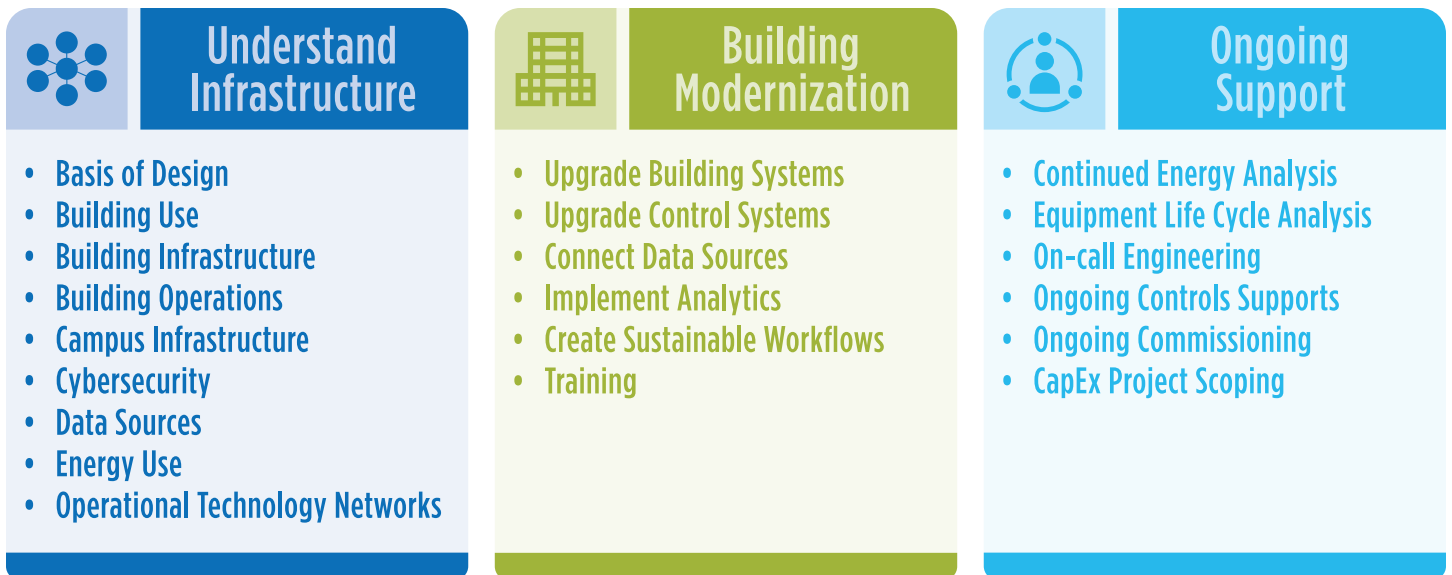 Understand
Infrastructure
• Basis of Design
• Building Use
• Building Infrastructure
• Building Operations
• Campus Infrastructure
• Cybersecurity
• Data Sources
• Energy Use
• Operational Technology Networks
Building
Modernization
• Upgrade Building Systems
• Upgrade Control Systems
• Connect Data Sources
• Implement Analytics
• Create Sustainable Workflows
• Training
Ongoing
Support
• Continued Energy Analysis
• Equipment Life Cycle Analysis
• On-call Engineering
• Ongoing Controls Supports
• Ongoing Commissioning
• CapEx Project Scoping